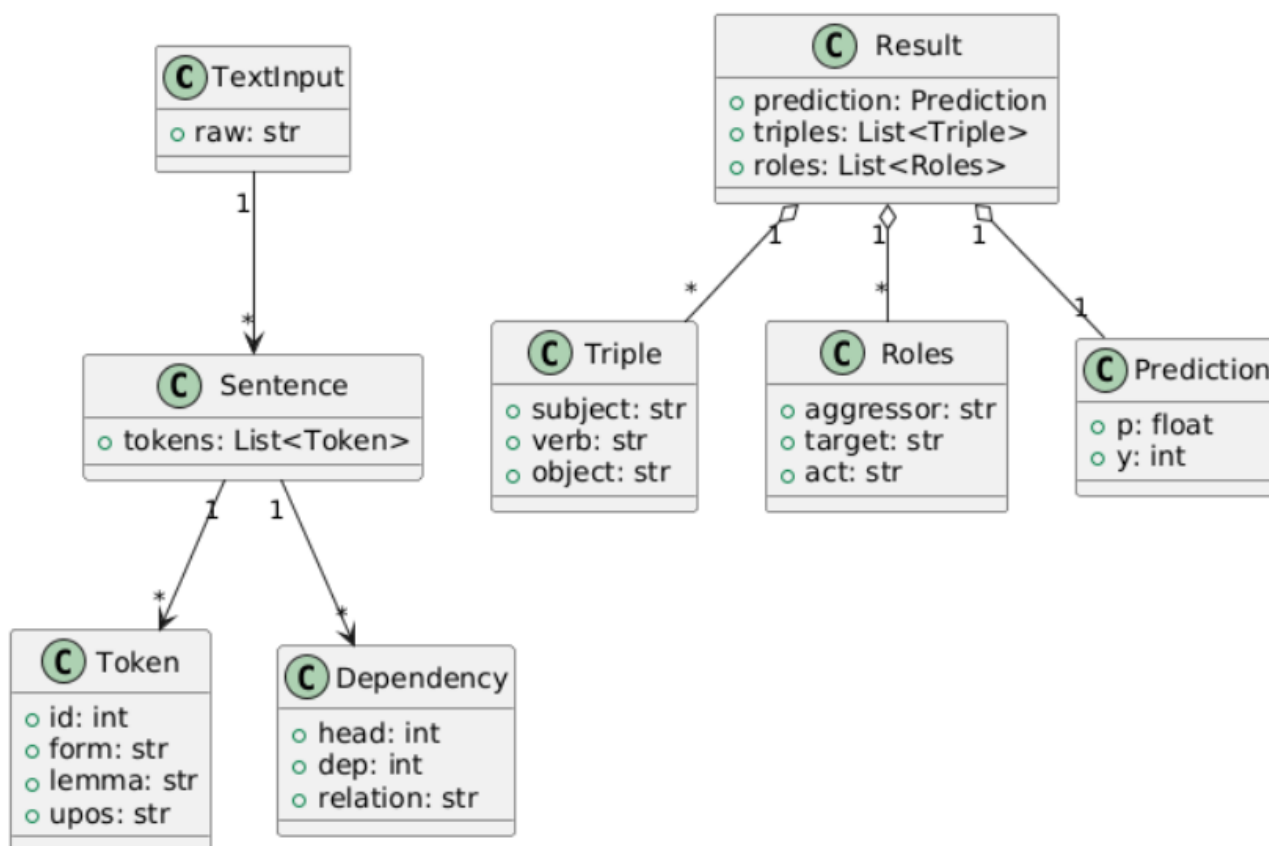 C TextInput
raw: str
1
*
C Sentence
tokens: List<Token>
1
1
*
*
C Token
id: int
form: str
lemma: str
upos: str
C Dependency
head: int
dep: int
relation: str
C Result
prediction: Prediction
triples: List<Triple>
roles: List<Roles>
1
1
1
*
*
1
C Triple
subject: str
verb: str
object: str
C Roles
aggressor: str
target: str
act: str
C Prediction
p: float
y: int